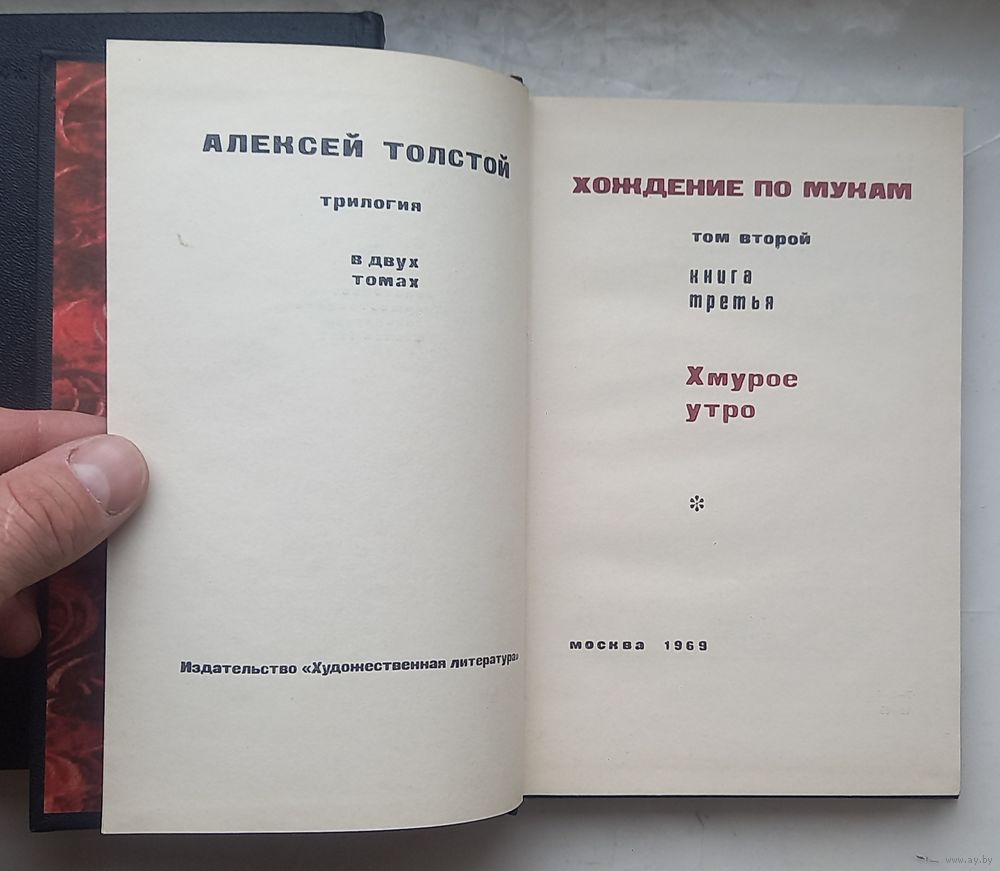 АЛЕКСЕЙ ТОЛСТОЙ
трилогия
в двух
томах
Издательство «Художественная литература»
ХОЖДЕНИЕ ПО МУКАМ
том второй
книга
третья
Хмурое
утро
москва 1969
www.ay.by